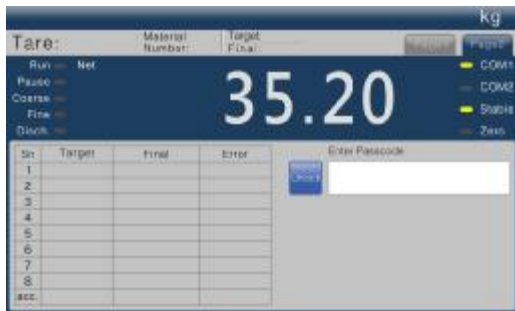 kg
Tare:
Material Number:
Target Final:
Page2
Run Net
Pause
Coarse
Fine
Disch.
35.20
COM1
COM2
Stable
Zero
Sn Target Final Error
1
2
3
4
5
6
7
8
acc.
Enter Passcode